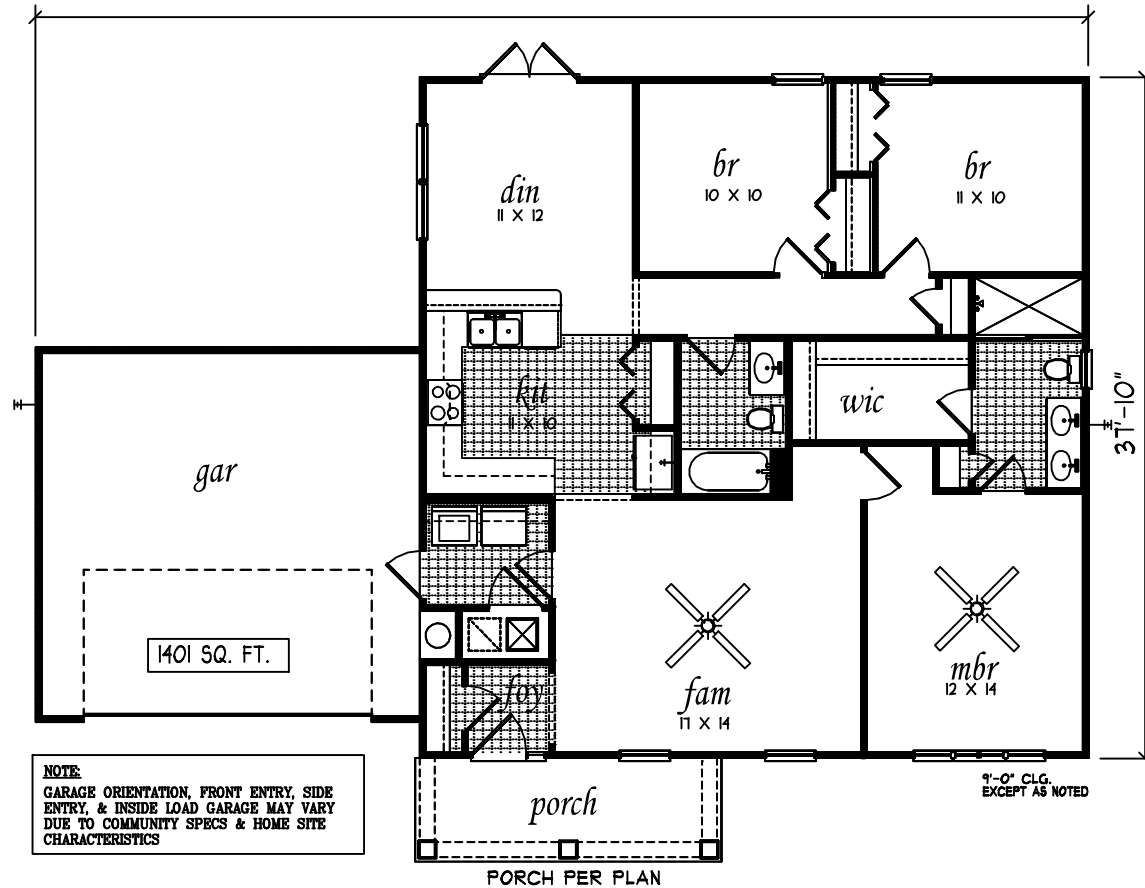 br
10 X 10
br
11 X 10
din
11 X 12
kit
11 X 10
wic
37'-10"
gar
1401 SQ. FT.
foy
fam
17 X 14
mbr
12 X 14
NOTE:
GARAGE ORIENTATION, FRONT ENTRY, SIDE
ENTRY, & INSIDE LOAD GARAGE MAY VARY
DUE TO COMMUNITY SPECS & HOME SITE
CHARACTERISTICS
9'-0" CLG.
EXCEPT AS NOTED
porch
PORCH PER PLAN